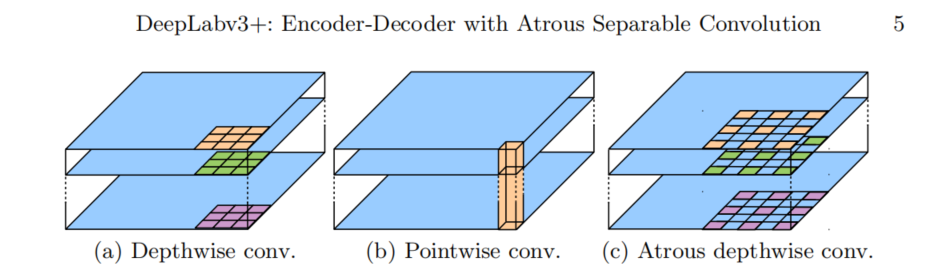 DeepLabv3+: Encoder-Decoder with Atrous Separable Convolution 5
(a) Depthwise conv. (b) Pointwise conv. (c) Atrous depthwise conv.